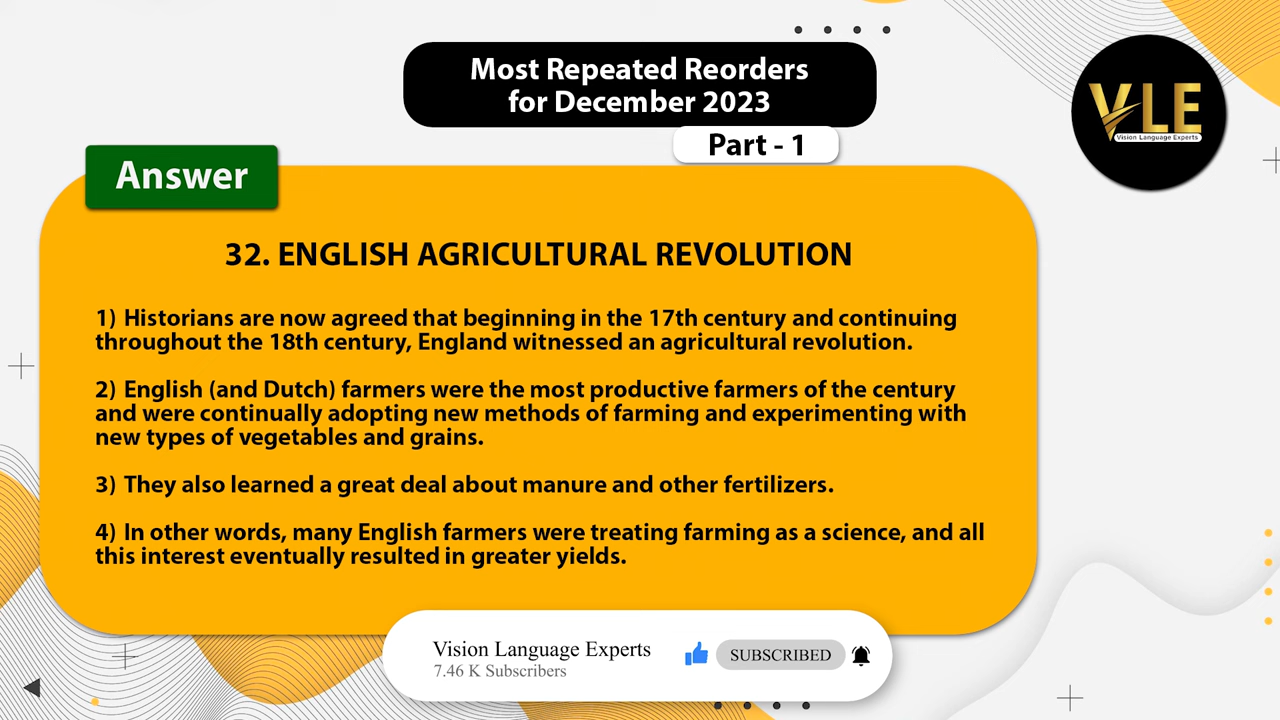 Most Repeated Reorders
for December 2023
Part - 1
VLE
Vision Language Experts
Answer
32. ENGLISH AGRICULTURAL REVOLUTION
1) Historians are now agreed that beginning in the 17th century and continuing
throughout the 18th century, England witnessed an agricultural revolution.
2) English (and Dutch) farmers were the most productive farmers of the century
and were continually adopting new methods of farming and experimenting with
new types of vegetables and grains.
3) They also learned a great deal about manure and other fertilizers.
4) In other words, many English farmers were treating farming as a science, and all
this interest eventually resulted in greater yields.
Vision Language Experts
7.46 K Subscribers
SUBSCRIBED